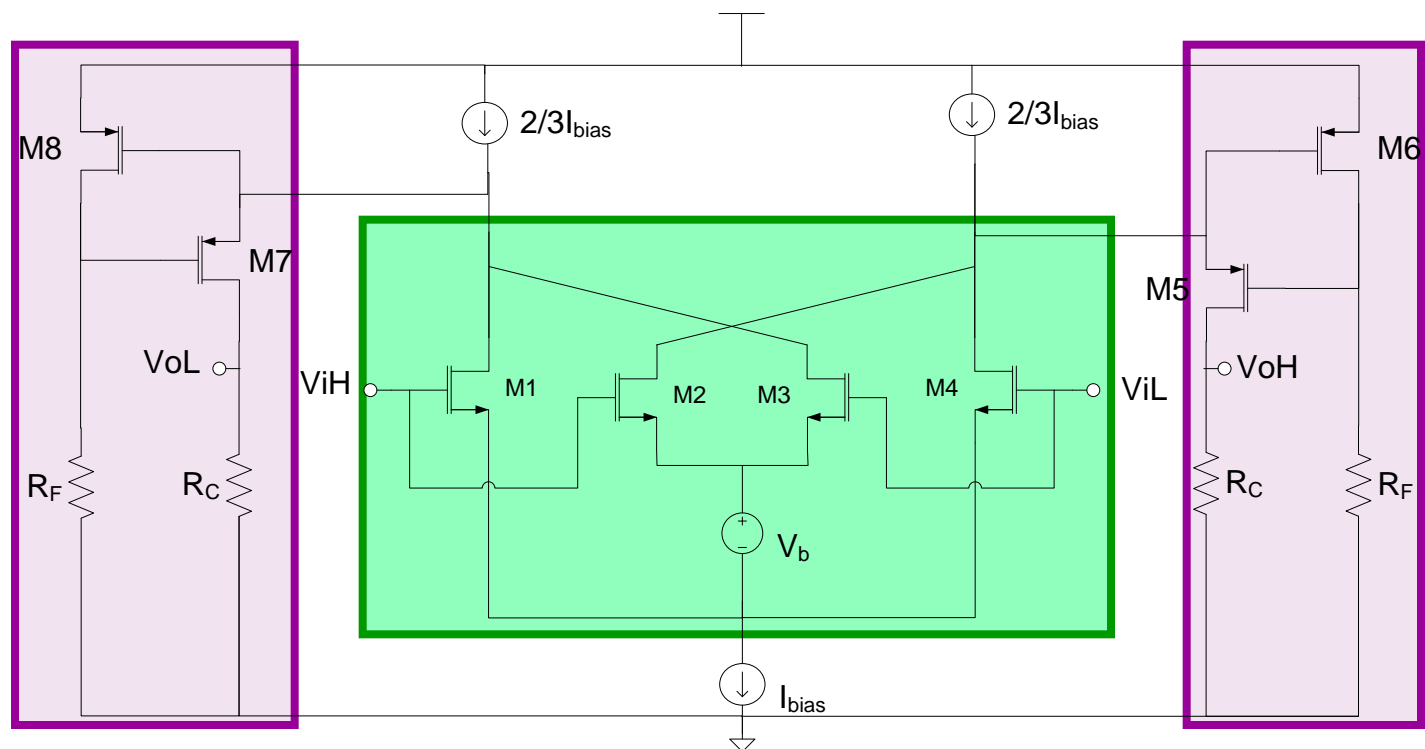 2/3Ibias
2/3Ibias
M8
M6
M7
M5
VoL
ViH
M1
M2
M3
M4
ViL
VoH
RF
RC
Vb
RC
RF
Ibias
+
−